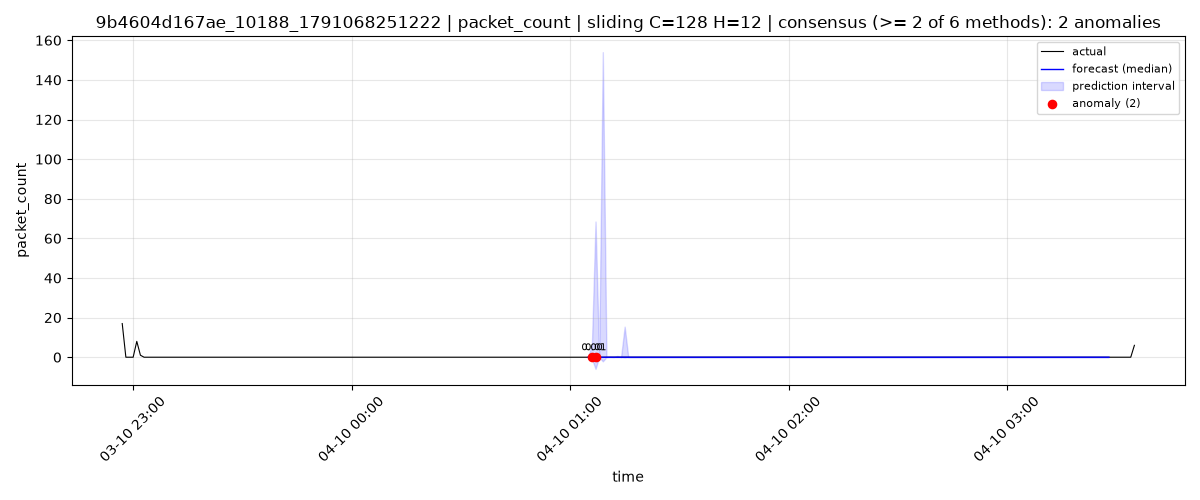 9b4604d167ae_10188_1791068251222 | packet_count | sliding C=128 H=12 | consensus (>= 2 of 6 methods): 2 anomalies
packet_count
160
140
120
100
80
60
40
20
0
actual
forecast (median)
prediction interval
anomaly (2)
03-10 23:00
04-10 00:00
04-10 01:00
04-10 02:00
04-10 03:00
time